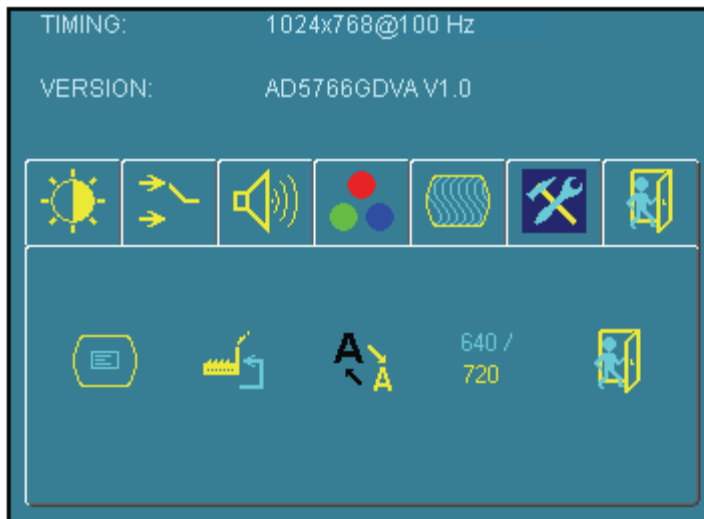 TIMING: 1024x768@100 Hz
VERSION: AD5766GDVA V1.0
A
A
640 /
720